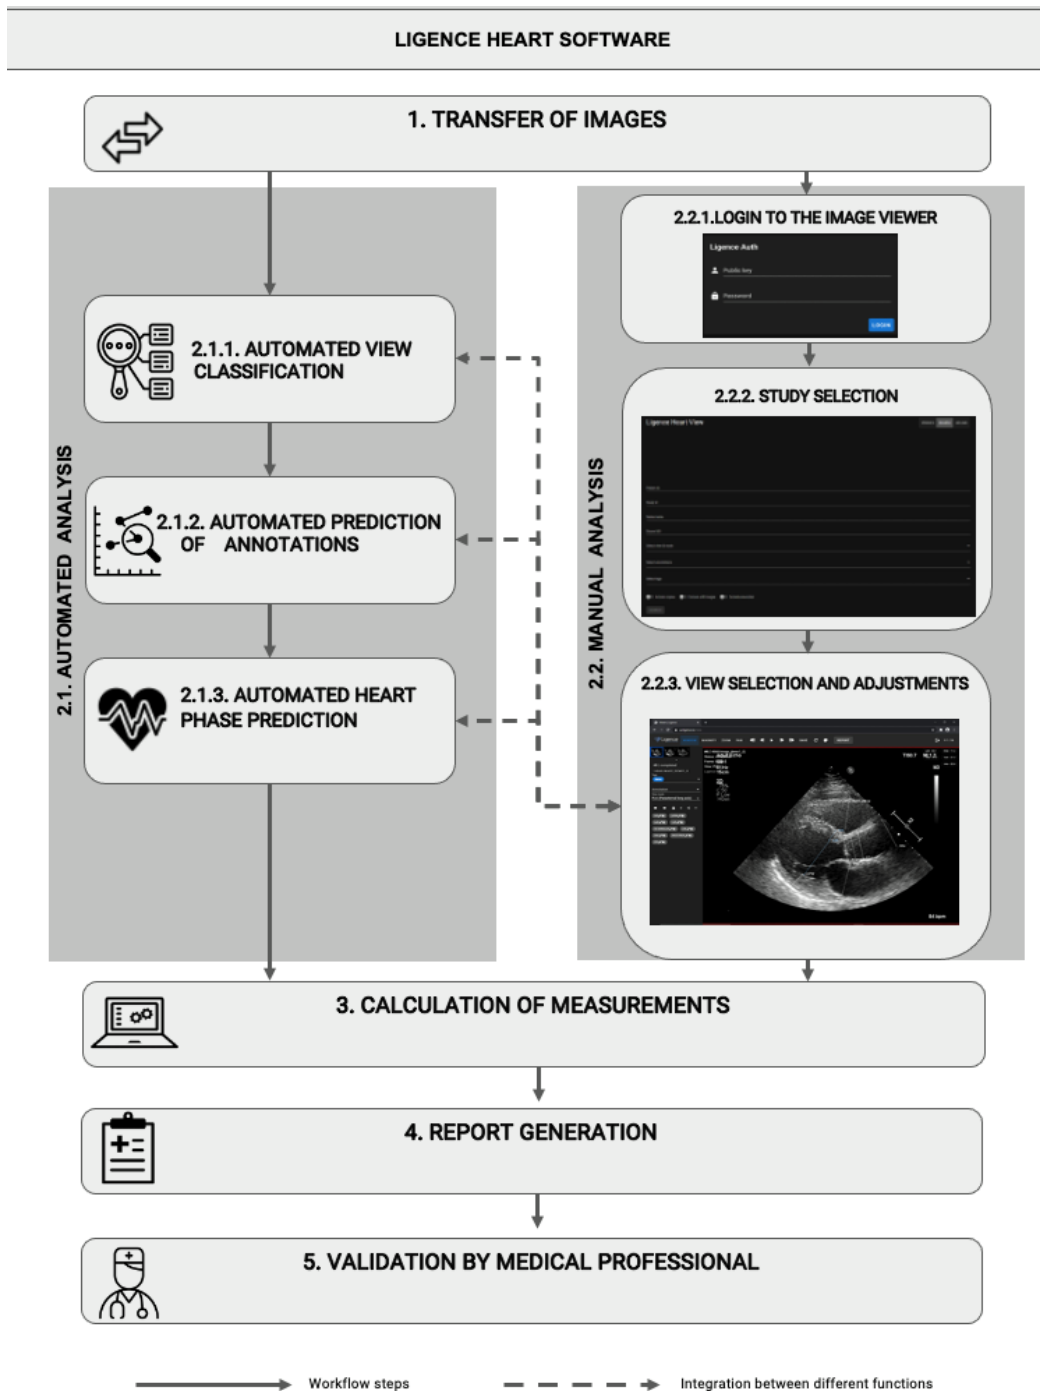 LIGENCE HEART SOFTWARE
1. TRANSFER OF IMAGES
2.1. AUTOMATED ANALYSIS
2.1.1. AUTOMATED VIEW
CLASSIFICATION
2.1.2. AUTOMATED PREDICTION
OF ANNOTATIONS
2.1.3. AUTOMATED HEART
PHASE PREDICTION
2.2. MANUAL ANALYSIS
2.2.1.LOGIN TO THE IMAGE VIEWER
Ligence Auth
Public key
Password
LOGIN
2.2.2. STUDY SELECTION
Ligence Heart View
2.2.3. VIEW SELECTION AND ADJUSTMENTS
Ligence
3. CALCULATION OF MEASUREMENTS
4. REPORT GENERATION
5. VALIDATION BY MEDICAL PROFESSIONAL
Workflow steps
Integration between different functions